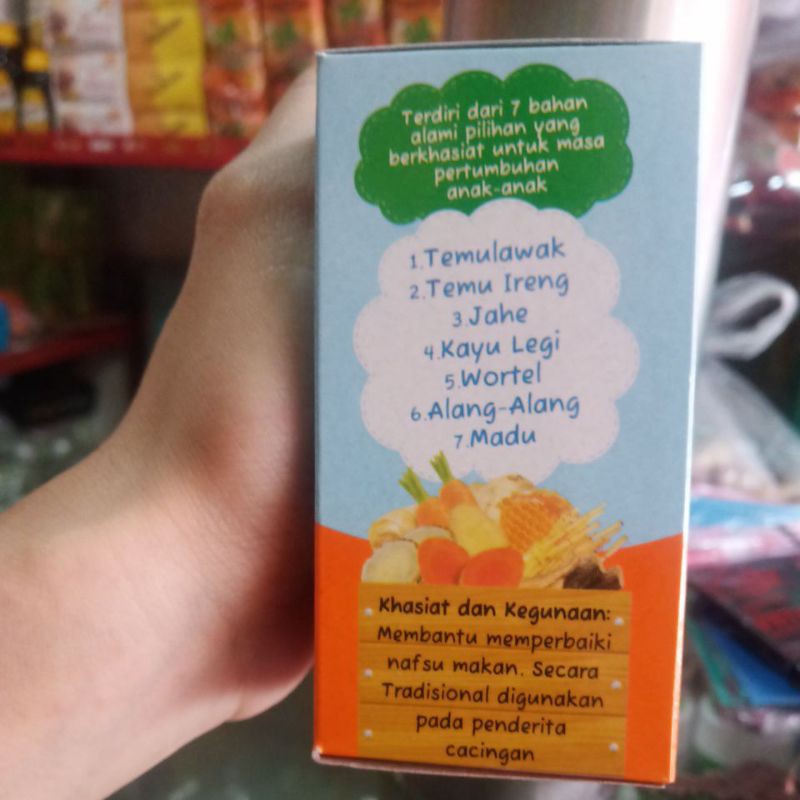 Terdiri dari 7 bahan
alami pilihan yang
berkhasiat untuk masa
pertumbuhan
anak-anak
1.Temulawak
2.Temu Ireng
3.Jahe
4.Kayu Legi
5.Wortel
6.Alang-Alang
7.Madu
Khasiat dan Kegunaan:
Membantu memperbaiki
nafsu makan. Secara
Tradisional digunakan
pada penderita
cacingan